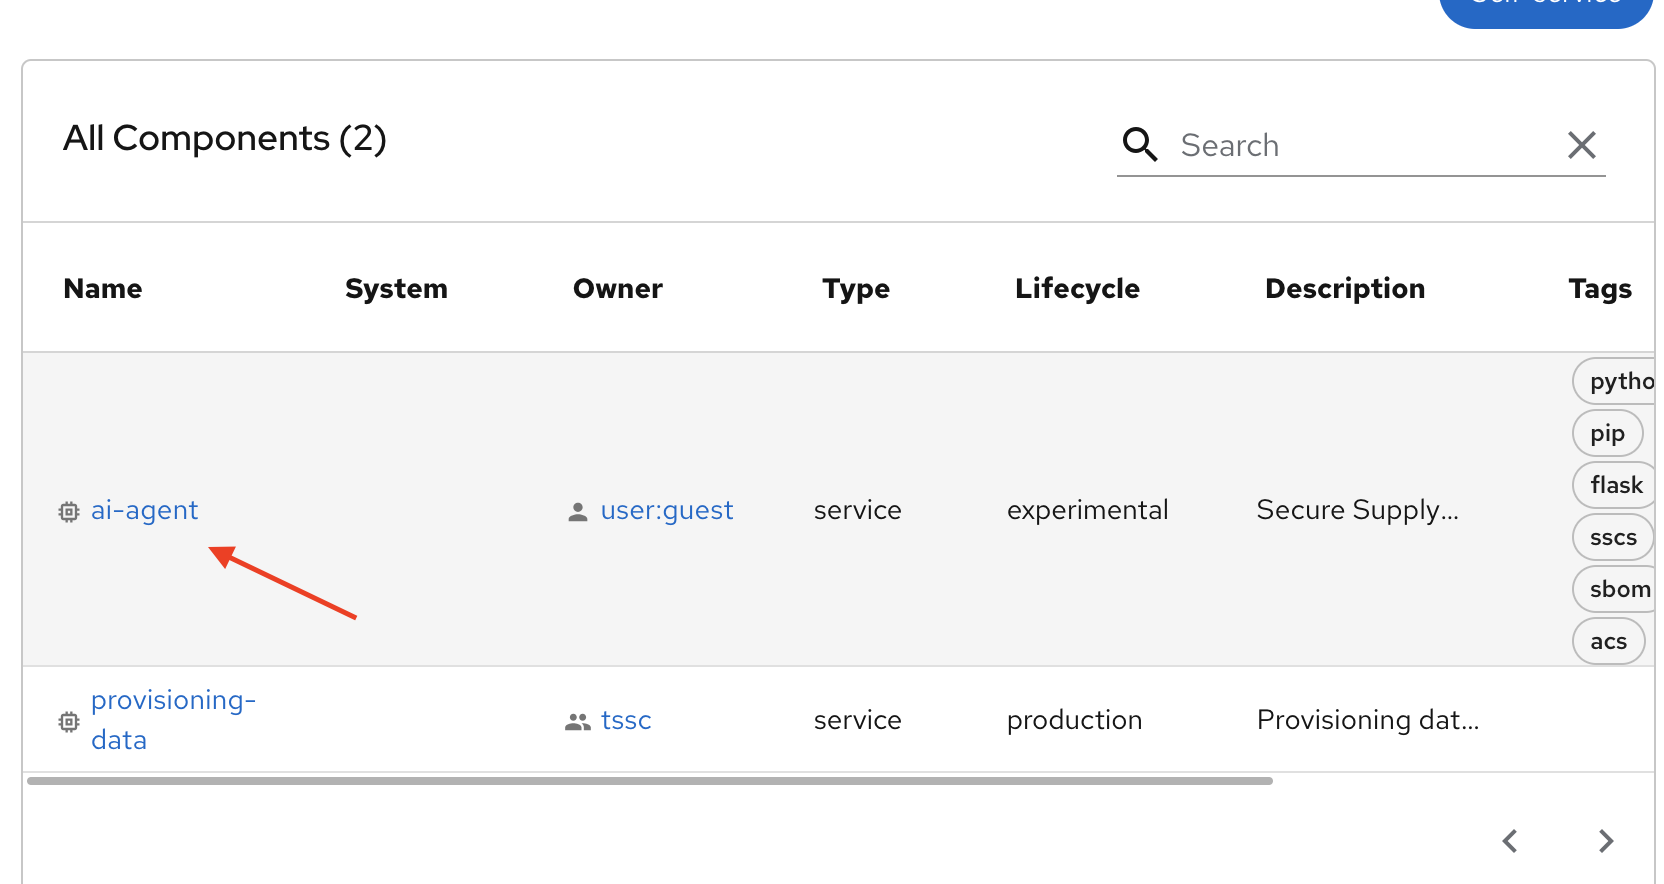 All Components (2)
Search
Name System Owner Type Lifecycle Description Tags
ai-agent user:guest service experimental Secure Supply...
pytho
pip
flask
sscs
sbom
acs
provisioning-
data
tssc service production Provisioning dat...